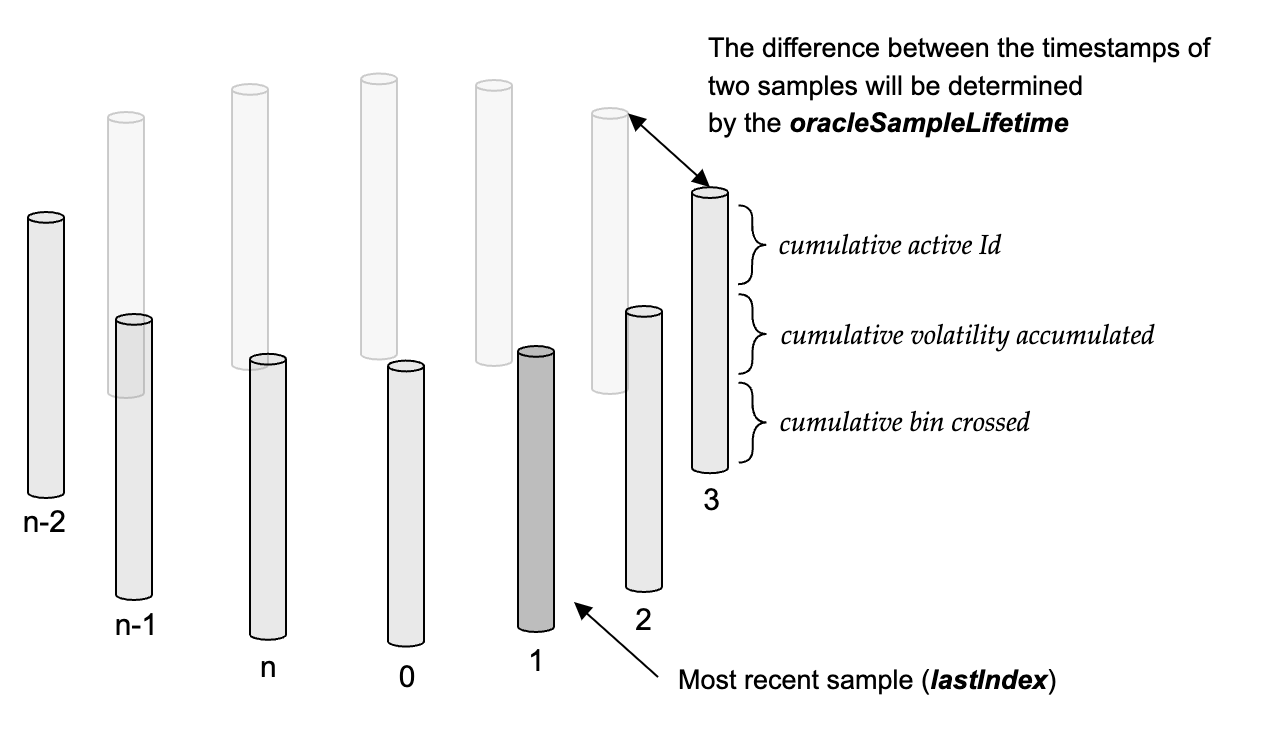 The difference between the timestamps of
two samples will be determined
by the oracleSampleLifetime
cumulative active Id
cumulative volatility accumulated
cumulative bin crossed
3
n-2
2
n-1
1
n
0
Most recent sample (lastIndex)